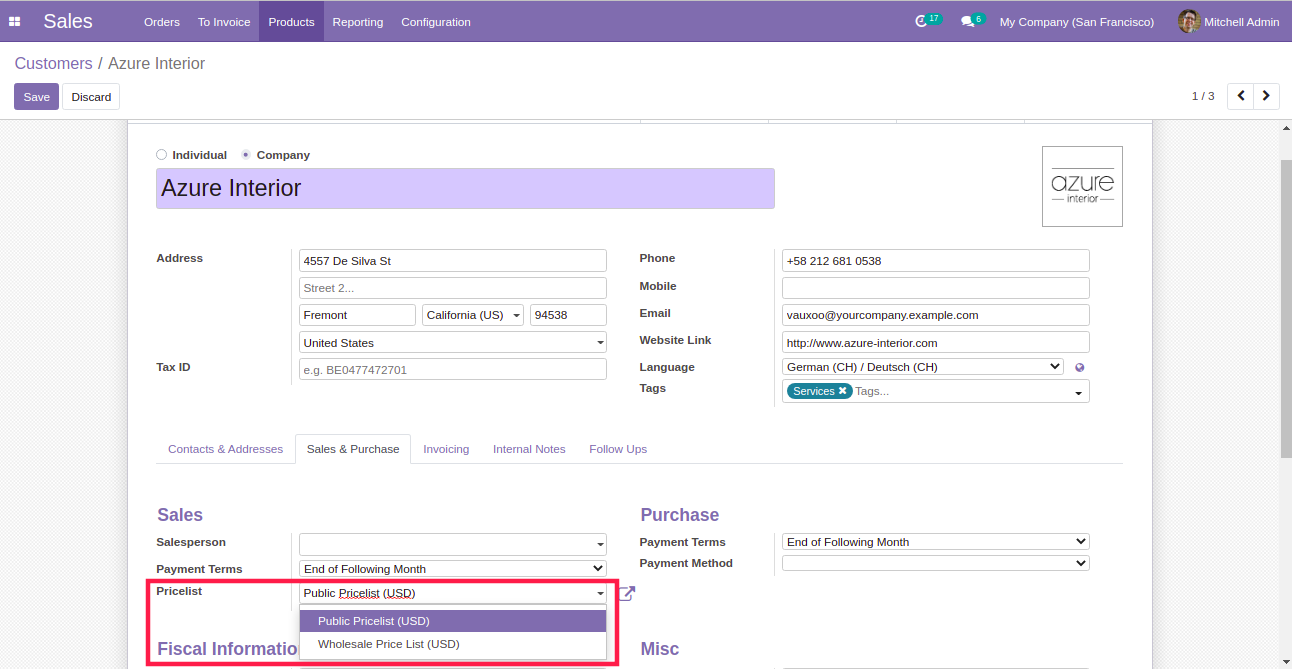 Sales Orders To Invoice Products Reporting Configuration 17 6 My Company (San Francisco) Mitchell Admin
Customers / Azure Interior
Save Discard 1 / 3
Individual Company
Azure Interior
azure
interior
Address 4557 De Silva St
Street 2...
Fremont California (US) 94538
United States
Tax ID e.g. BE0477472701
Phone +58 212 681 0538
Mobile
Email vauxoo@yourcompany.example.com
Website Link http://www.azure-interior.com
Language German (CH) / Deutsch (CH)
Tags Services Tags...
Contacts & Addresses Sales & Purchase Invoicing Internal Notes Follow Ups
Sales
Salesperson
Payment Terms End of Following Month
Pricelist Public Pricelist (USD)
Public Pricelist (USD)
Wholesale Price List (USD)
Purchase
Payment Terms End of Following Month
Payment Method
Fiscal Informatio
Misc